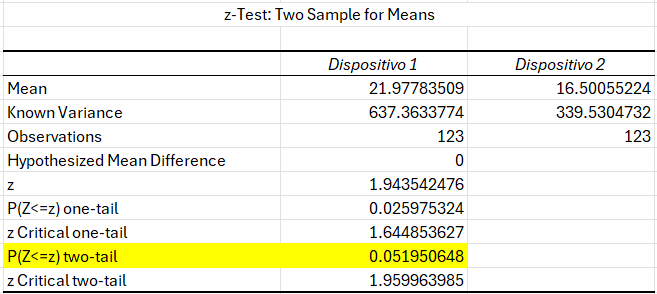 z-Test: Two Sample for Means
Dispositivo 1 Dispositivo 2
Mean 21.97783509 16.50055224
Known Variance 637.3633774 339.5304732
Observations 123 123
Hypothesized Mean Difference 0
z 1.943542476
P(Z<=z) one-tail 0.025975324
z Critical one-tail 1.644853627
P(Z<=z) two-tail 0.051950648
z Critical two-tail 1.959963985